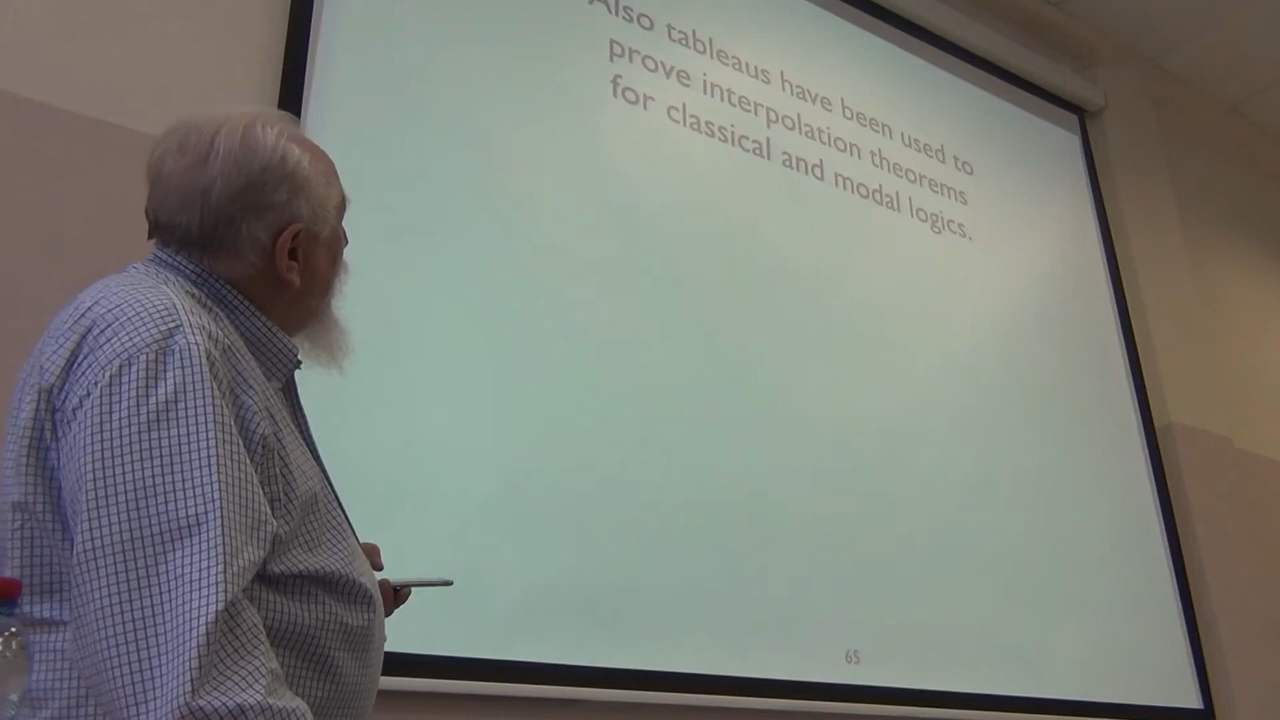 Also tableaus have been used to
prove interpolation theorems
for classical and modal logics.
65